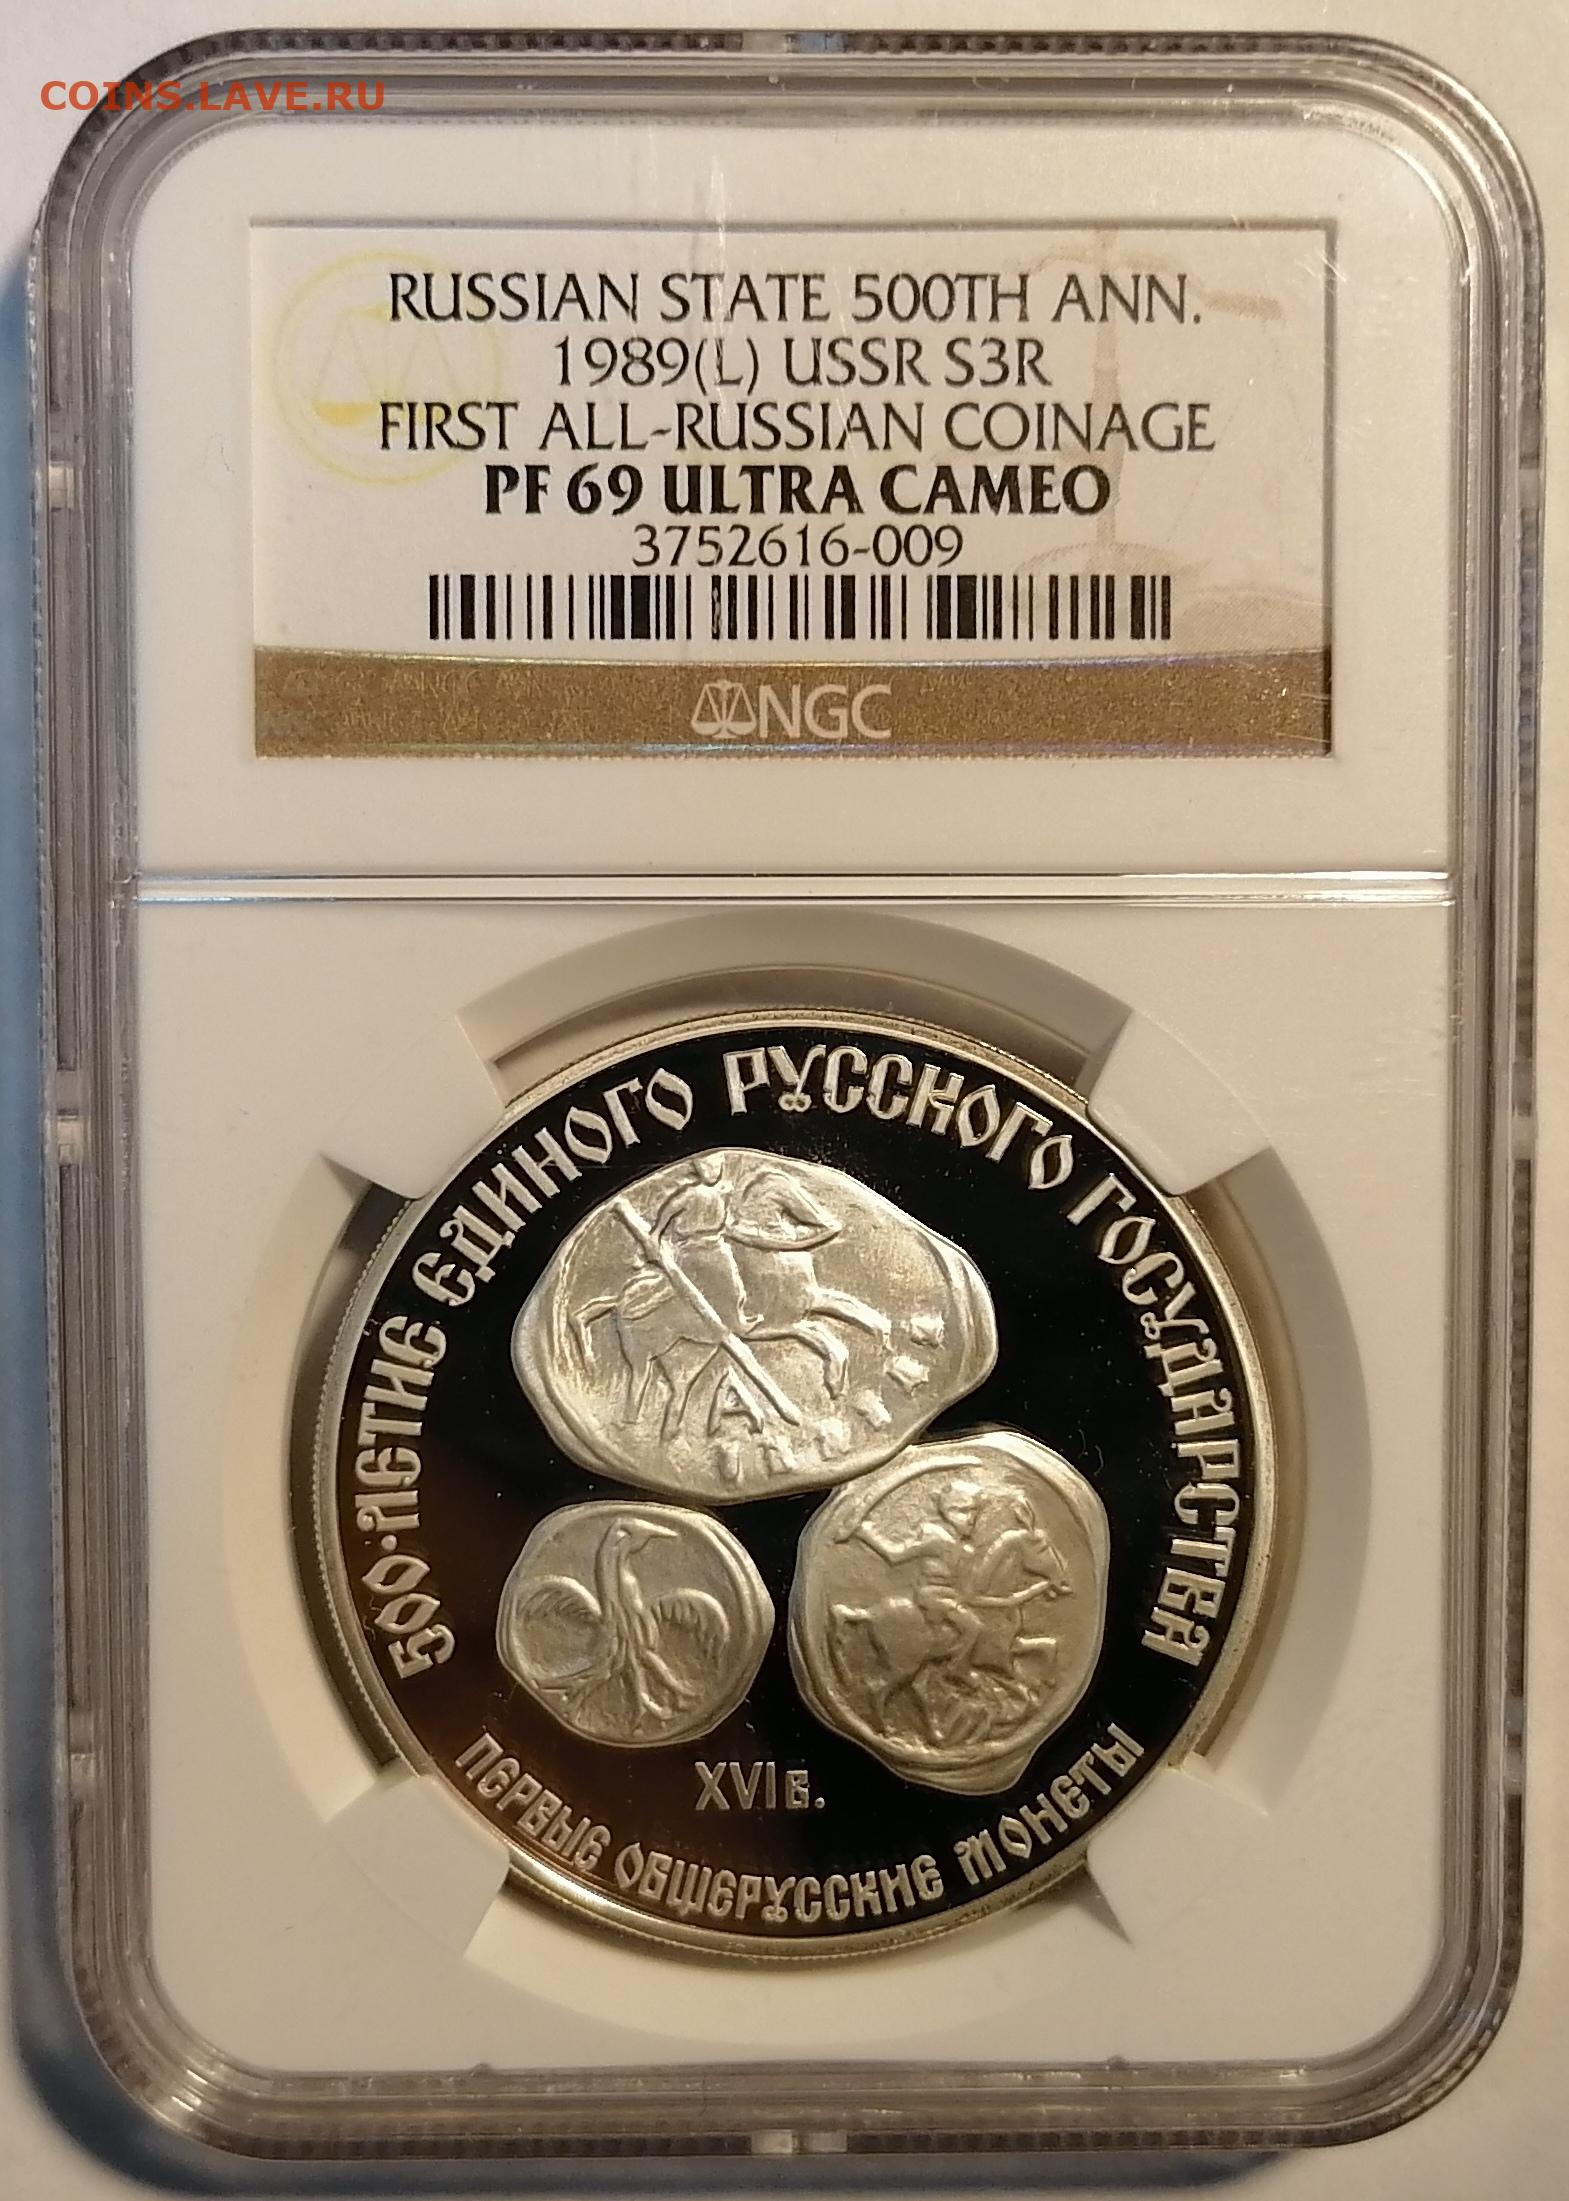 COINS.LAVE.RU
RUSSIAN STATE 500TH ANN.
1989(L) USSR S3R
FIRST ALL-RUSSIAN COINAGE
PF 69 ULTRA CAMEO
3752616-009
NGC
500·ЛЕТИЕ ЕДИНОГО РУССКОГО ГОСУДАРСТВА
XVI в.
ПЕРВЫЕ ОБЩЕРУССКИЕ МОНЕТЫ